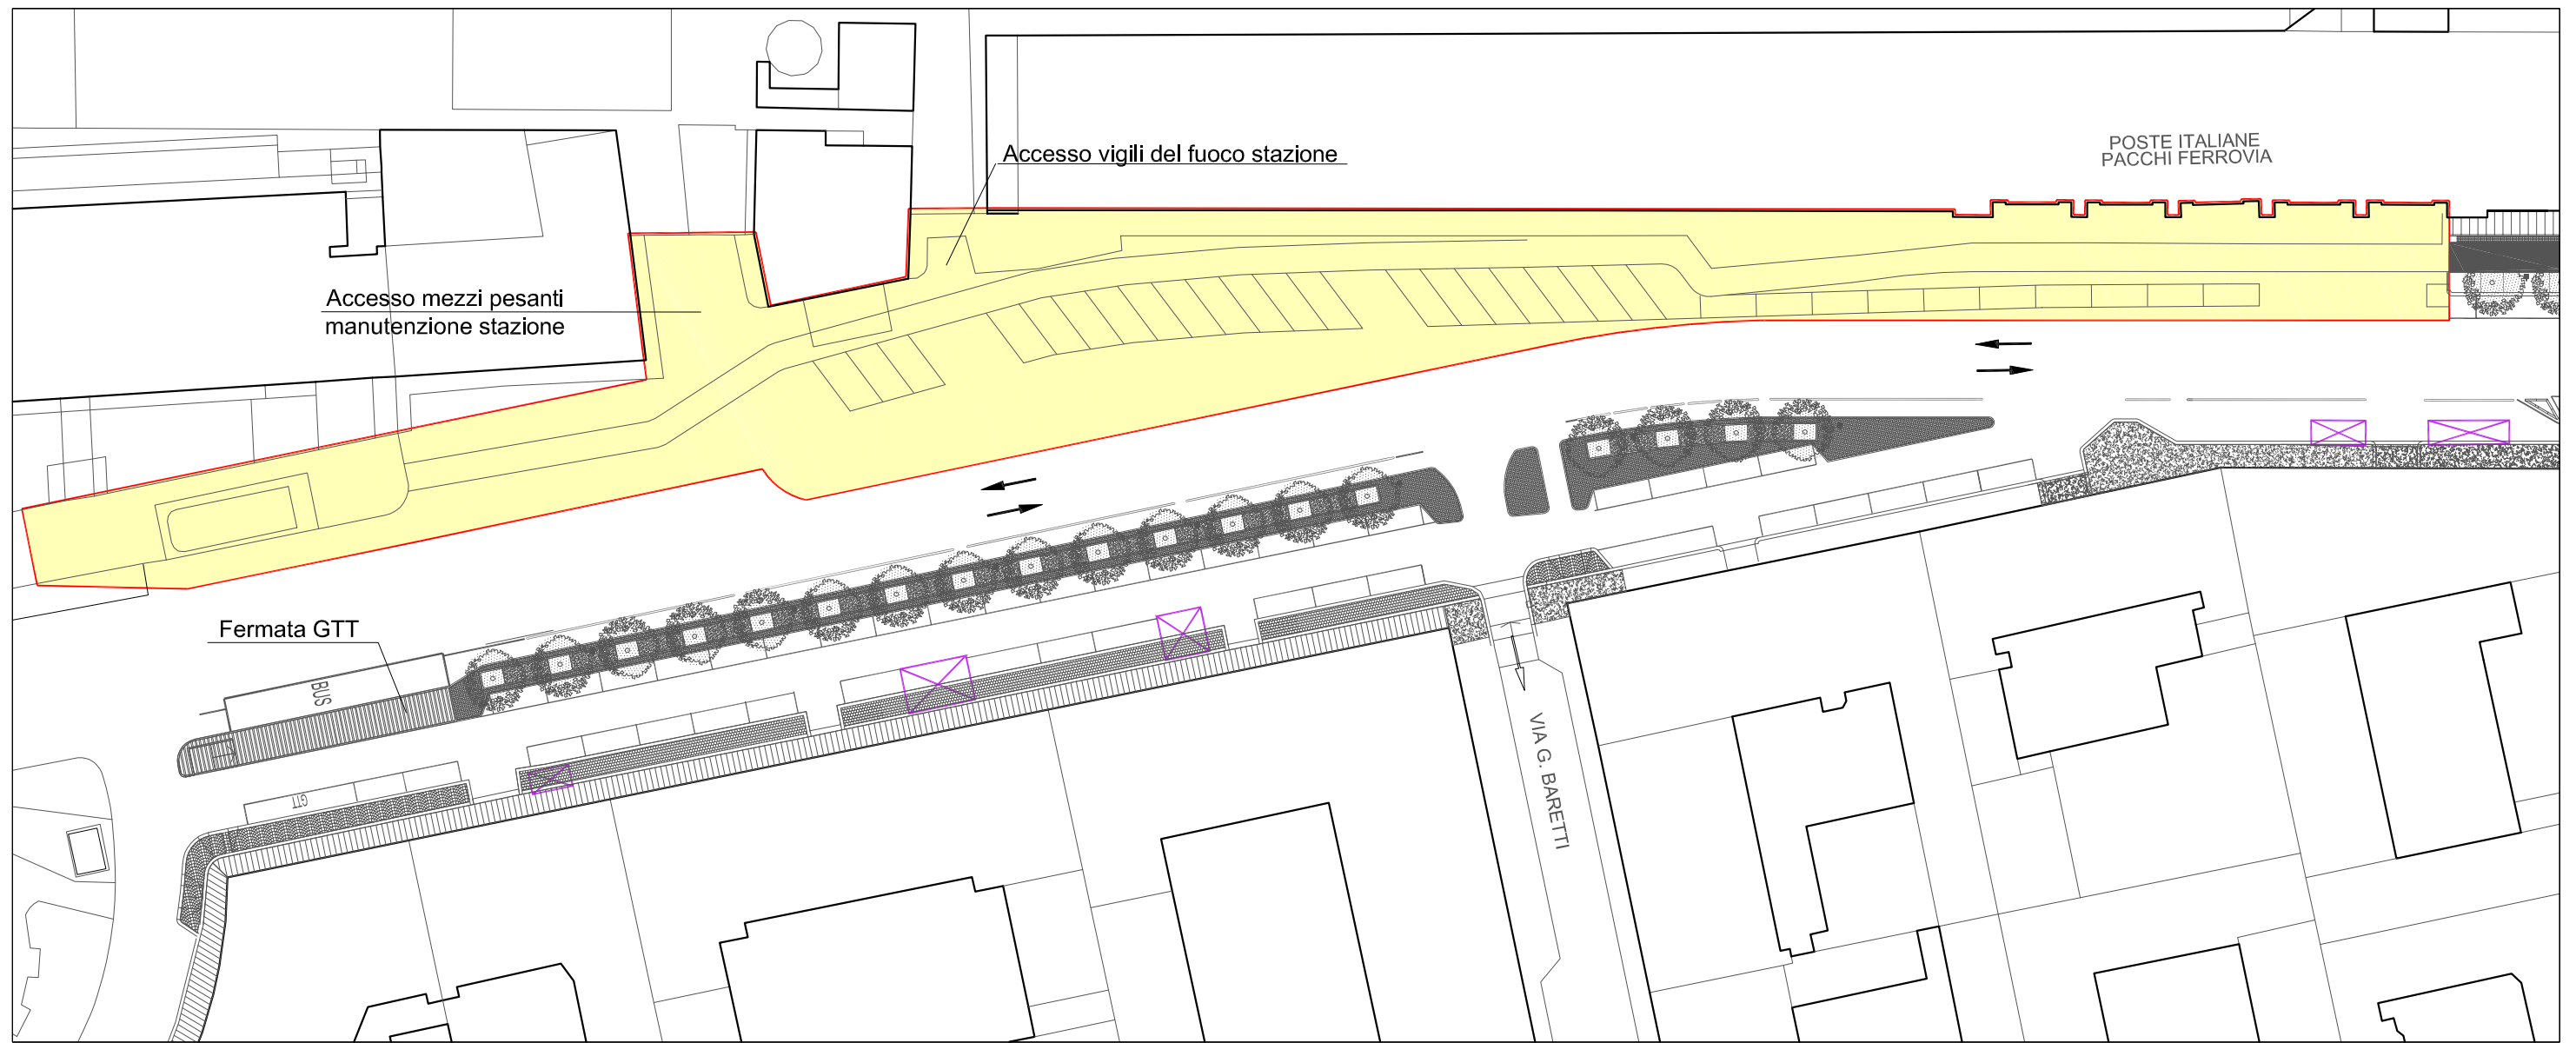 POSTE ITALIANE
PACCHI FERROVIA
Accesso vigili del fuoco stazione
Accesso mezzi pesanti
manutenzione stazione
Fermata GTT
BUS
GTT
VIA G. BARETTI